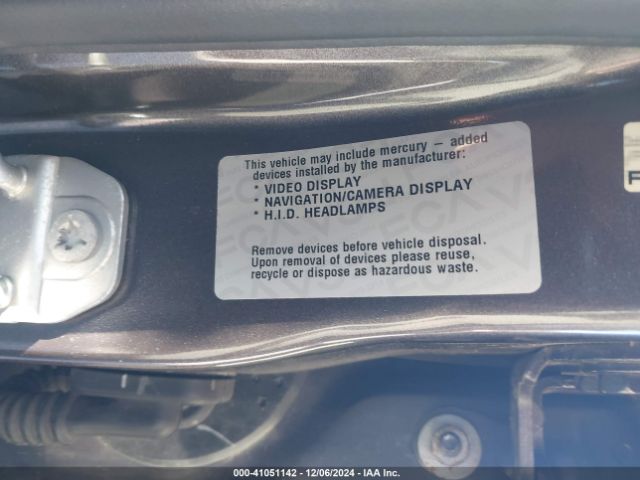 This vehicle may include mercury – added
devices installed by the manufacturer:
* VIDEO DISPLAY
* NAVIGATION/CAMERA DISPLAY
* H.I.D. HEADLAMPS
Remove devices before vehicle disposal.
Upon removal of devices please reuse,
recycle or dispose as hazardous waste.
000-41051142 - 12/06/2024 - IAA Inc.